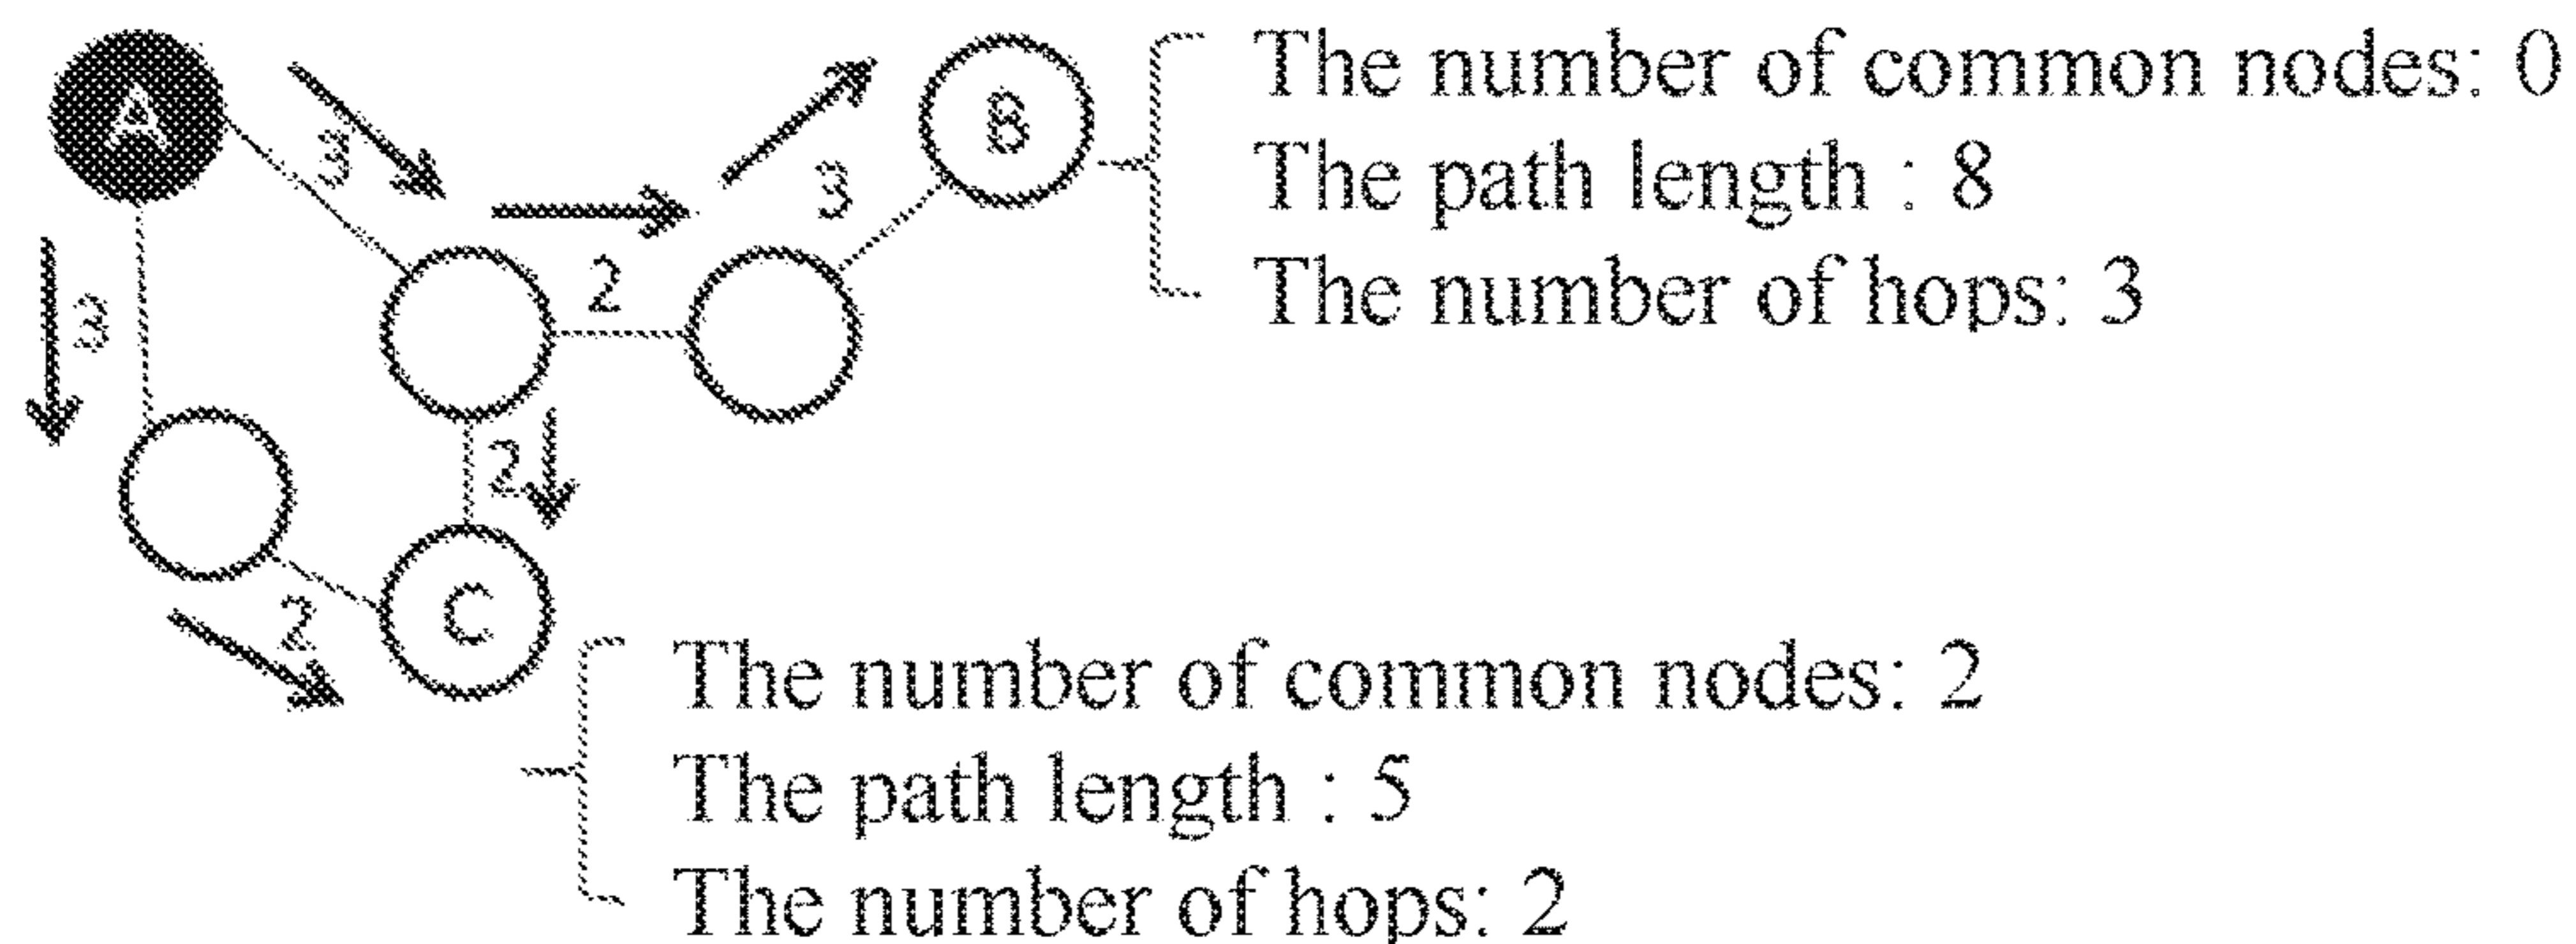 A
3
3
2
3
B
The number of common nodes: 0
The path length : 8
The number of hops: 3
2
2
C
The number of common nodes: 2
The path length : 5
The number of hops: 2